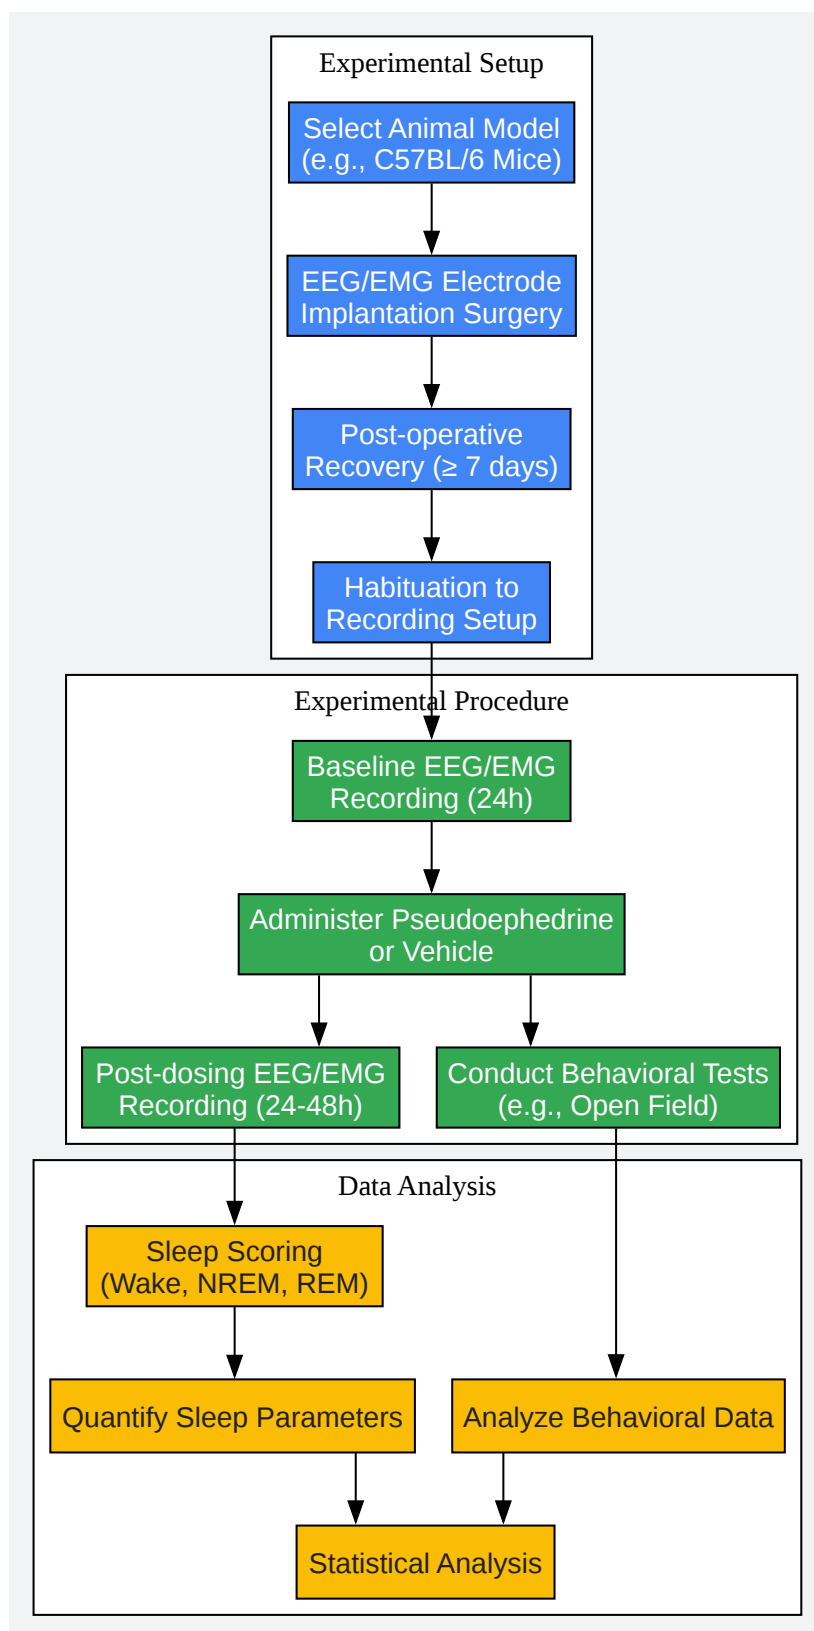 Experimental Setup
Select Animal Model
(e.g., C57BL/6 Mice)
EEG/EMG Electrode
Implantation Surgery
Post-operative
Recovery (≥ 7 days)
Habituation to
Recording Setup
Experimental Procedure
Baseline EEG/EMG
Recording (24h)
Administer Pseudoephedrine
or Vehicle
Post-dosing EEG/EMG
Recording (24-48h)
Conduct Behavioral Tests
(e.g., Open Field)
Data Analysis
Sleep Scoring
(Wake, NREM, REM)
Quantify Sleep Parameters
Analyze Behavioral Data
Statistical Analysis